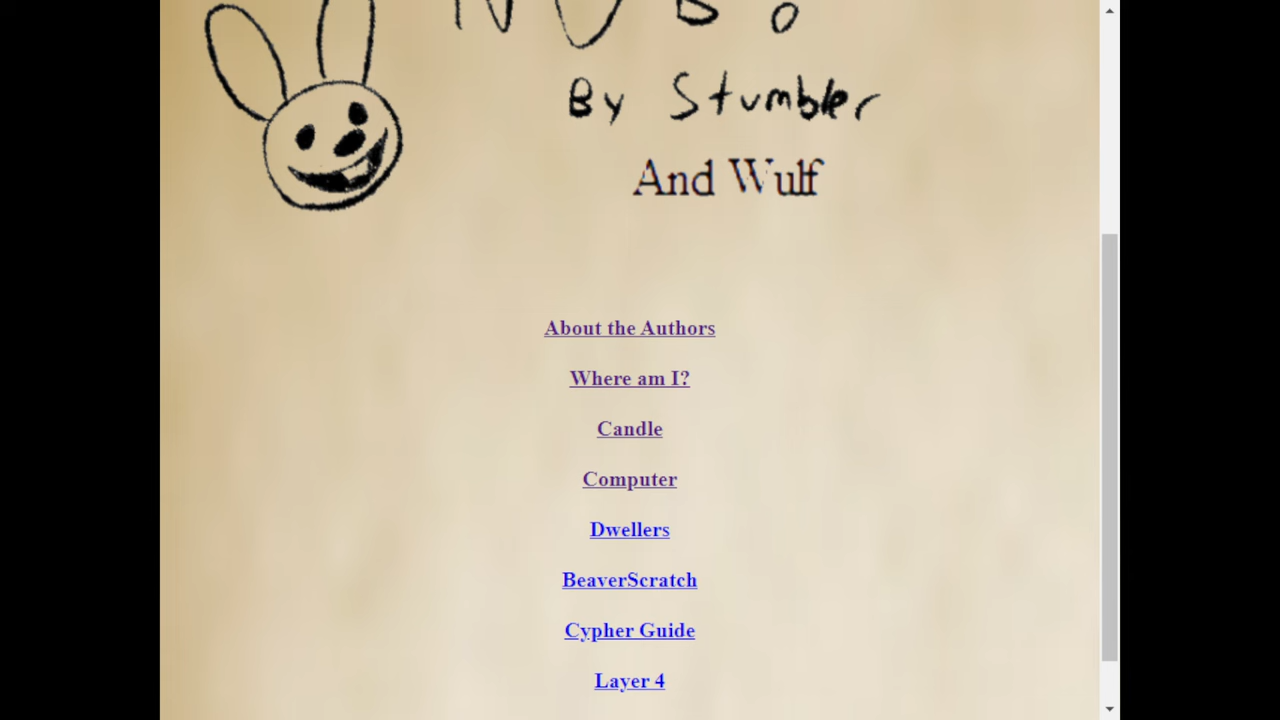 By Stumbler
And Wulf
About the Authors
Where am I?
Candle
Computer
Dwellers
BeaverScratch
Cypher Guide
Layer 4